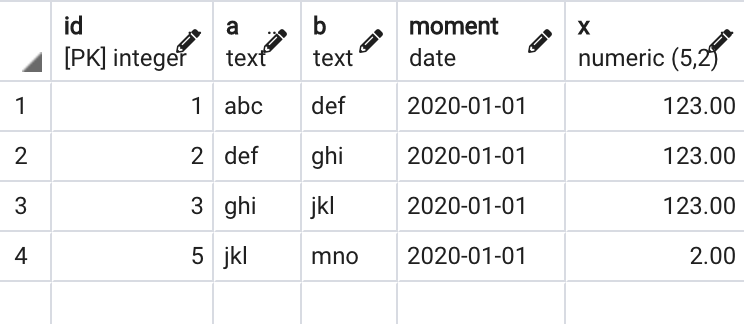 id a b moment x
[PK] integer text text date numeric (5,2)
1 1 abc def 2020-01-01 123.00
2 2 def ghi 2020-01-01 123.00
3 3 ghi jkl 2020-01-01 123.00
4 5 jkl mno 2020-01-01 2.00